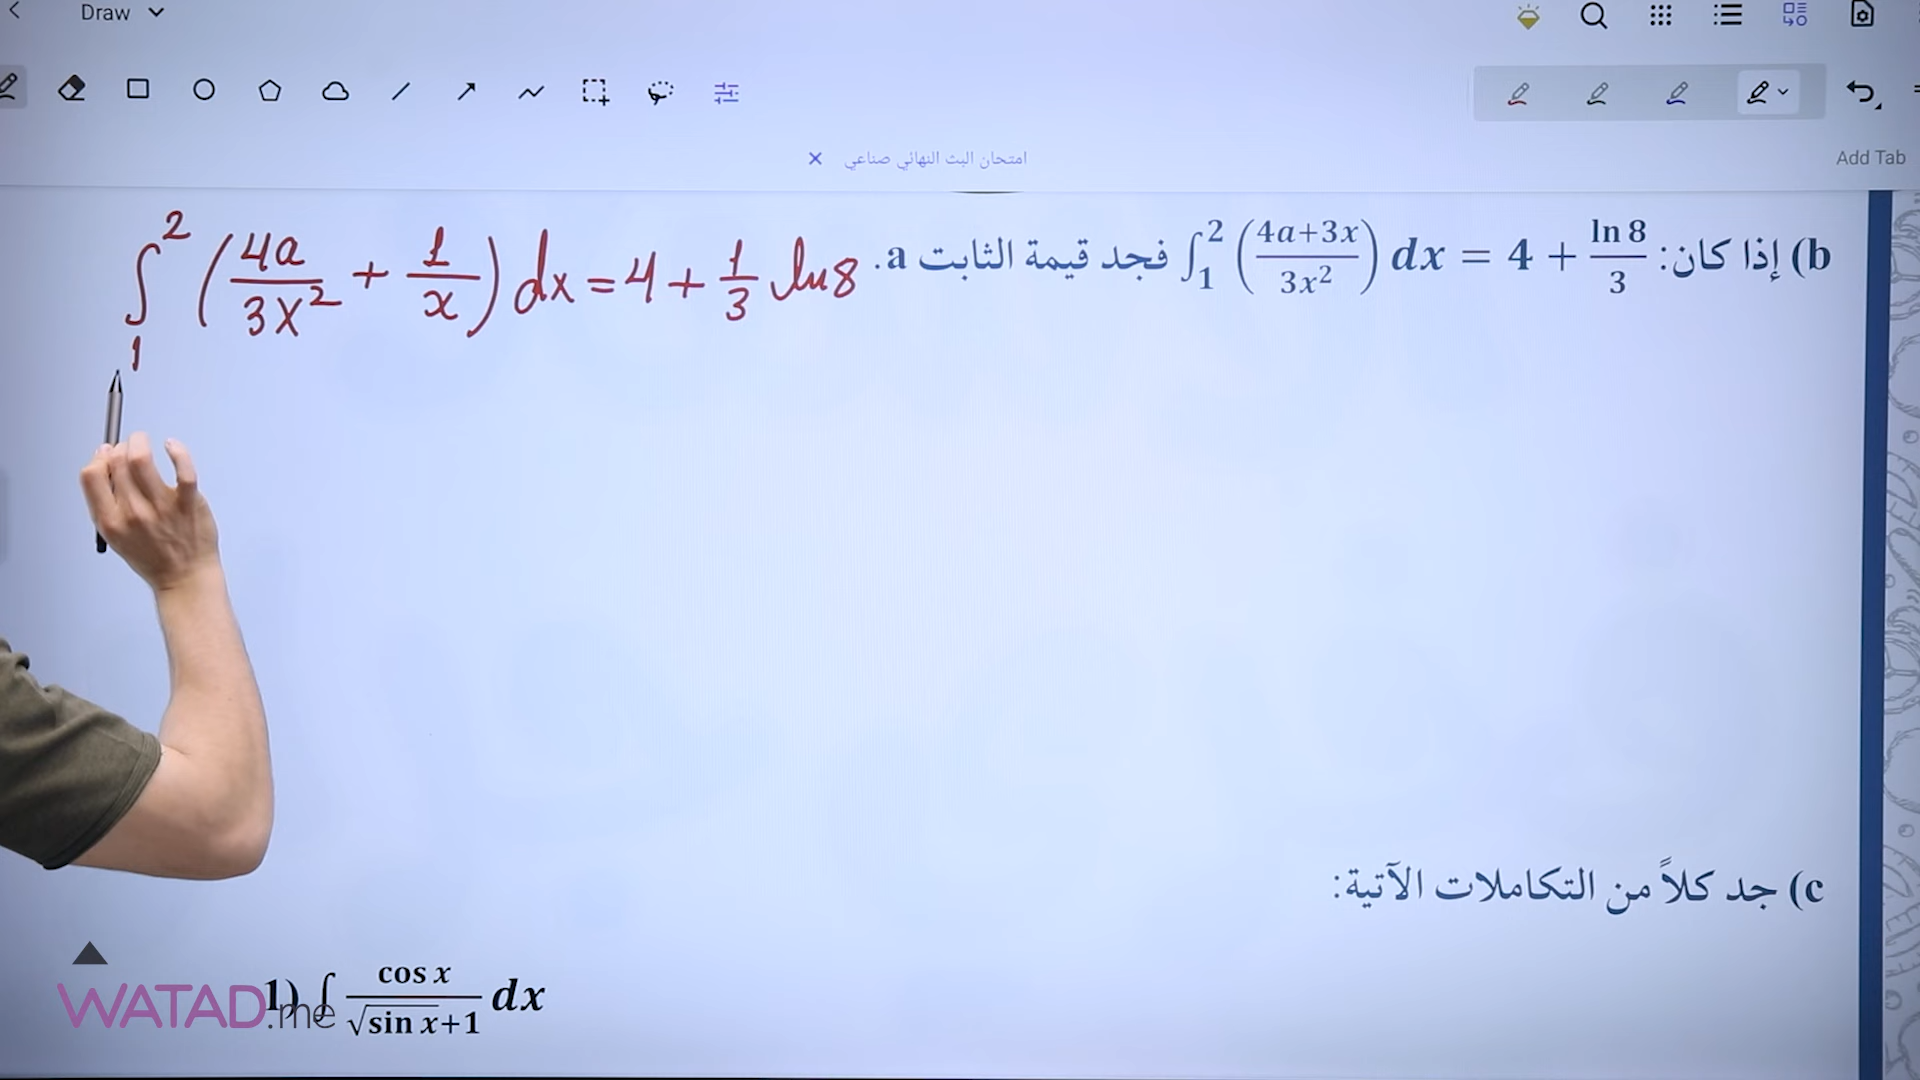 Draw
امتحان البث النهائي صناعي
Add Tab
b) إذا كان: ∫₁² ((4a+3x)/(3x²)) dx = 4 + (ln 8)/3 فجد قيمة الثابت a.
∫₁² (4a/(3x²) + 1/x) dx = 4 + 1/3 ln8
c) جد كلاً من التكاملات الآتية:
1) ∫ cos x/(√sin x+1) dx
WATAD.me